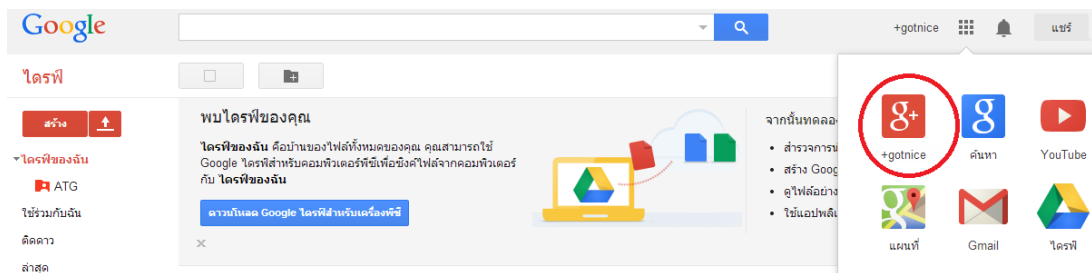 Google
+gotnice
แชร์
ไดรฟ์
สร้าง
ไดรฟ์ของฉัน
ATG
ใช้ร่วมกับฉัน
ติดดาว
ล่าสุด
พบไดรฟ์ของคุณ
ไดรฟ์ของฉัน คือบ้านของไฟล์ทั้งหมดของคุณ คุณสามารถใช้
Google ไดรฟ์สำหรับคอมพิวเตอร์พีซีเพื่อซิงค์ไฟล์จากคอมพิวเตอร์
กับ ไดรฟ์ของฉัน
ดาวน์โหลด Google ไดรฟ์สำหรับเครื่องพีซี
จากนั้นทดลอง
สำรวจการน
สร้าง Goog
ดูไฟล์อย่าง
ใช้แอปพลิเ
g+
+gotnice
8
ค้นหา
YouTube
แผนที่
Gmail
ไดรฟ์